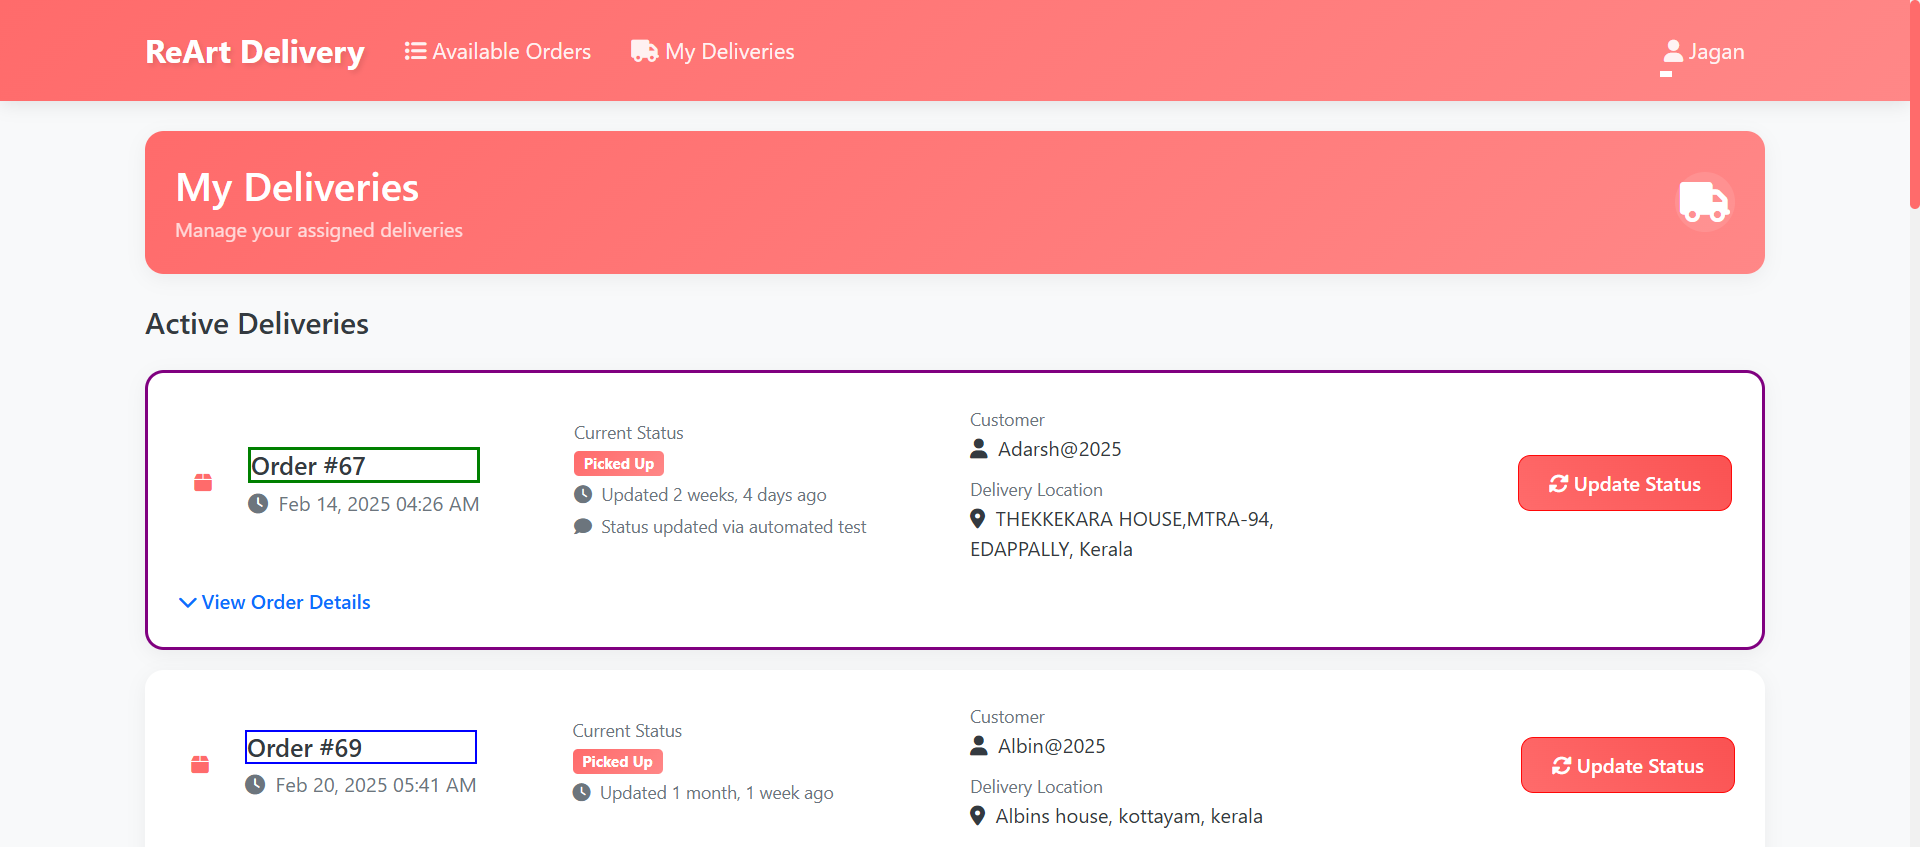 ReArt Delivery
Available Orders
My Deliveries
Jagan
My Deliveries
Manage your assigned deliveries
Active Deliveries
Order #67
Feb 14, 2025 04:26 AM
Current Status
Picked Up
Updated 2 weeks, 4 days ago
Status updated via automated test
Customer
Adarsh@2025
Delivery Location
THEKKEKARA HOUSE,MTRA-94,
EDAPPALLY, Kerala
Update Status
View Order Details
Order #69
Feb 20, 2025 05:41 AM
Current Status
Picked Up
Updated 1 month, 1 week ago
Customer
Albin@2025
Delivery Location
Albins house, kottayam, kerala
Update Status